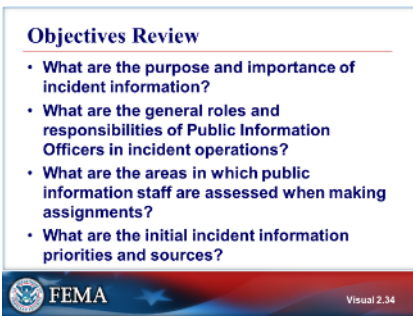 Objectives Review
• What are the purpose and importance of
incident information?
• What are the general roles and
responsibilities of Public Information
Officers in incident operations?
• What are the areas in which public
information staff are assessed when making
assignments?
• What are the initial incident information
priorities and sources?
FEMA
Visual 2.34